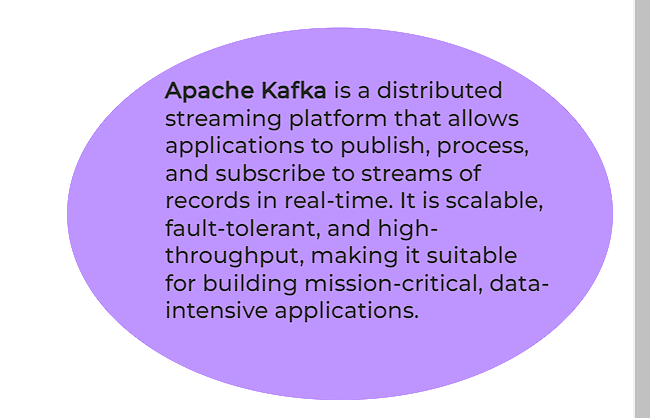 Apache Kafka is a distributed
streaming platform that allows
applications to publish, process,
and subscribe to streams of
records in real-time. It is scalable,
fault-tolerant, and high-
throughput, making it suitable
for building mission-critical, data-
intensive applications.